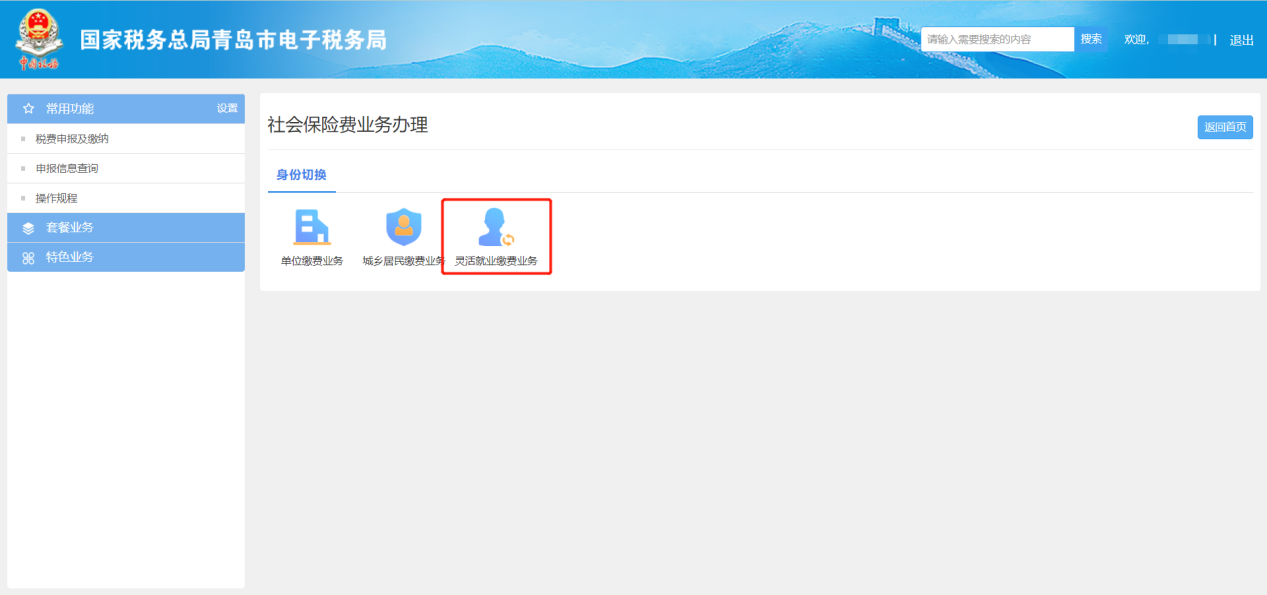 国家税务总局青岛市电子税务局
请输入需要搜索的内容 搜索 欢迎, | 退出
中国税务
常用功能 设置
税费申报及缴纳
申报信息查询
操作规程
套餐业务
特色业务
社会保险费业务办理
返回首页
身份切换
单位缴费业务 城乡居民缴费业务 灵活就业缴费业务